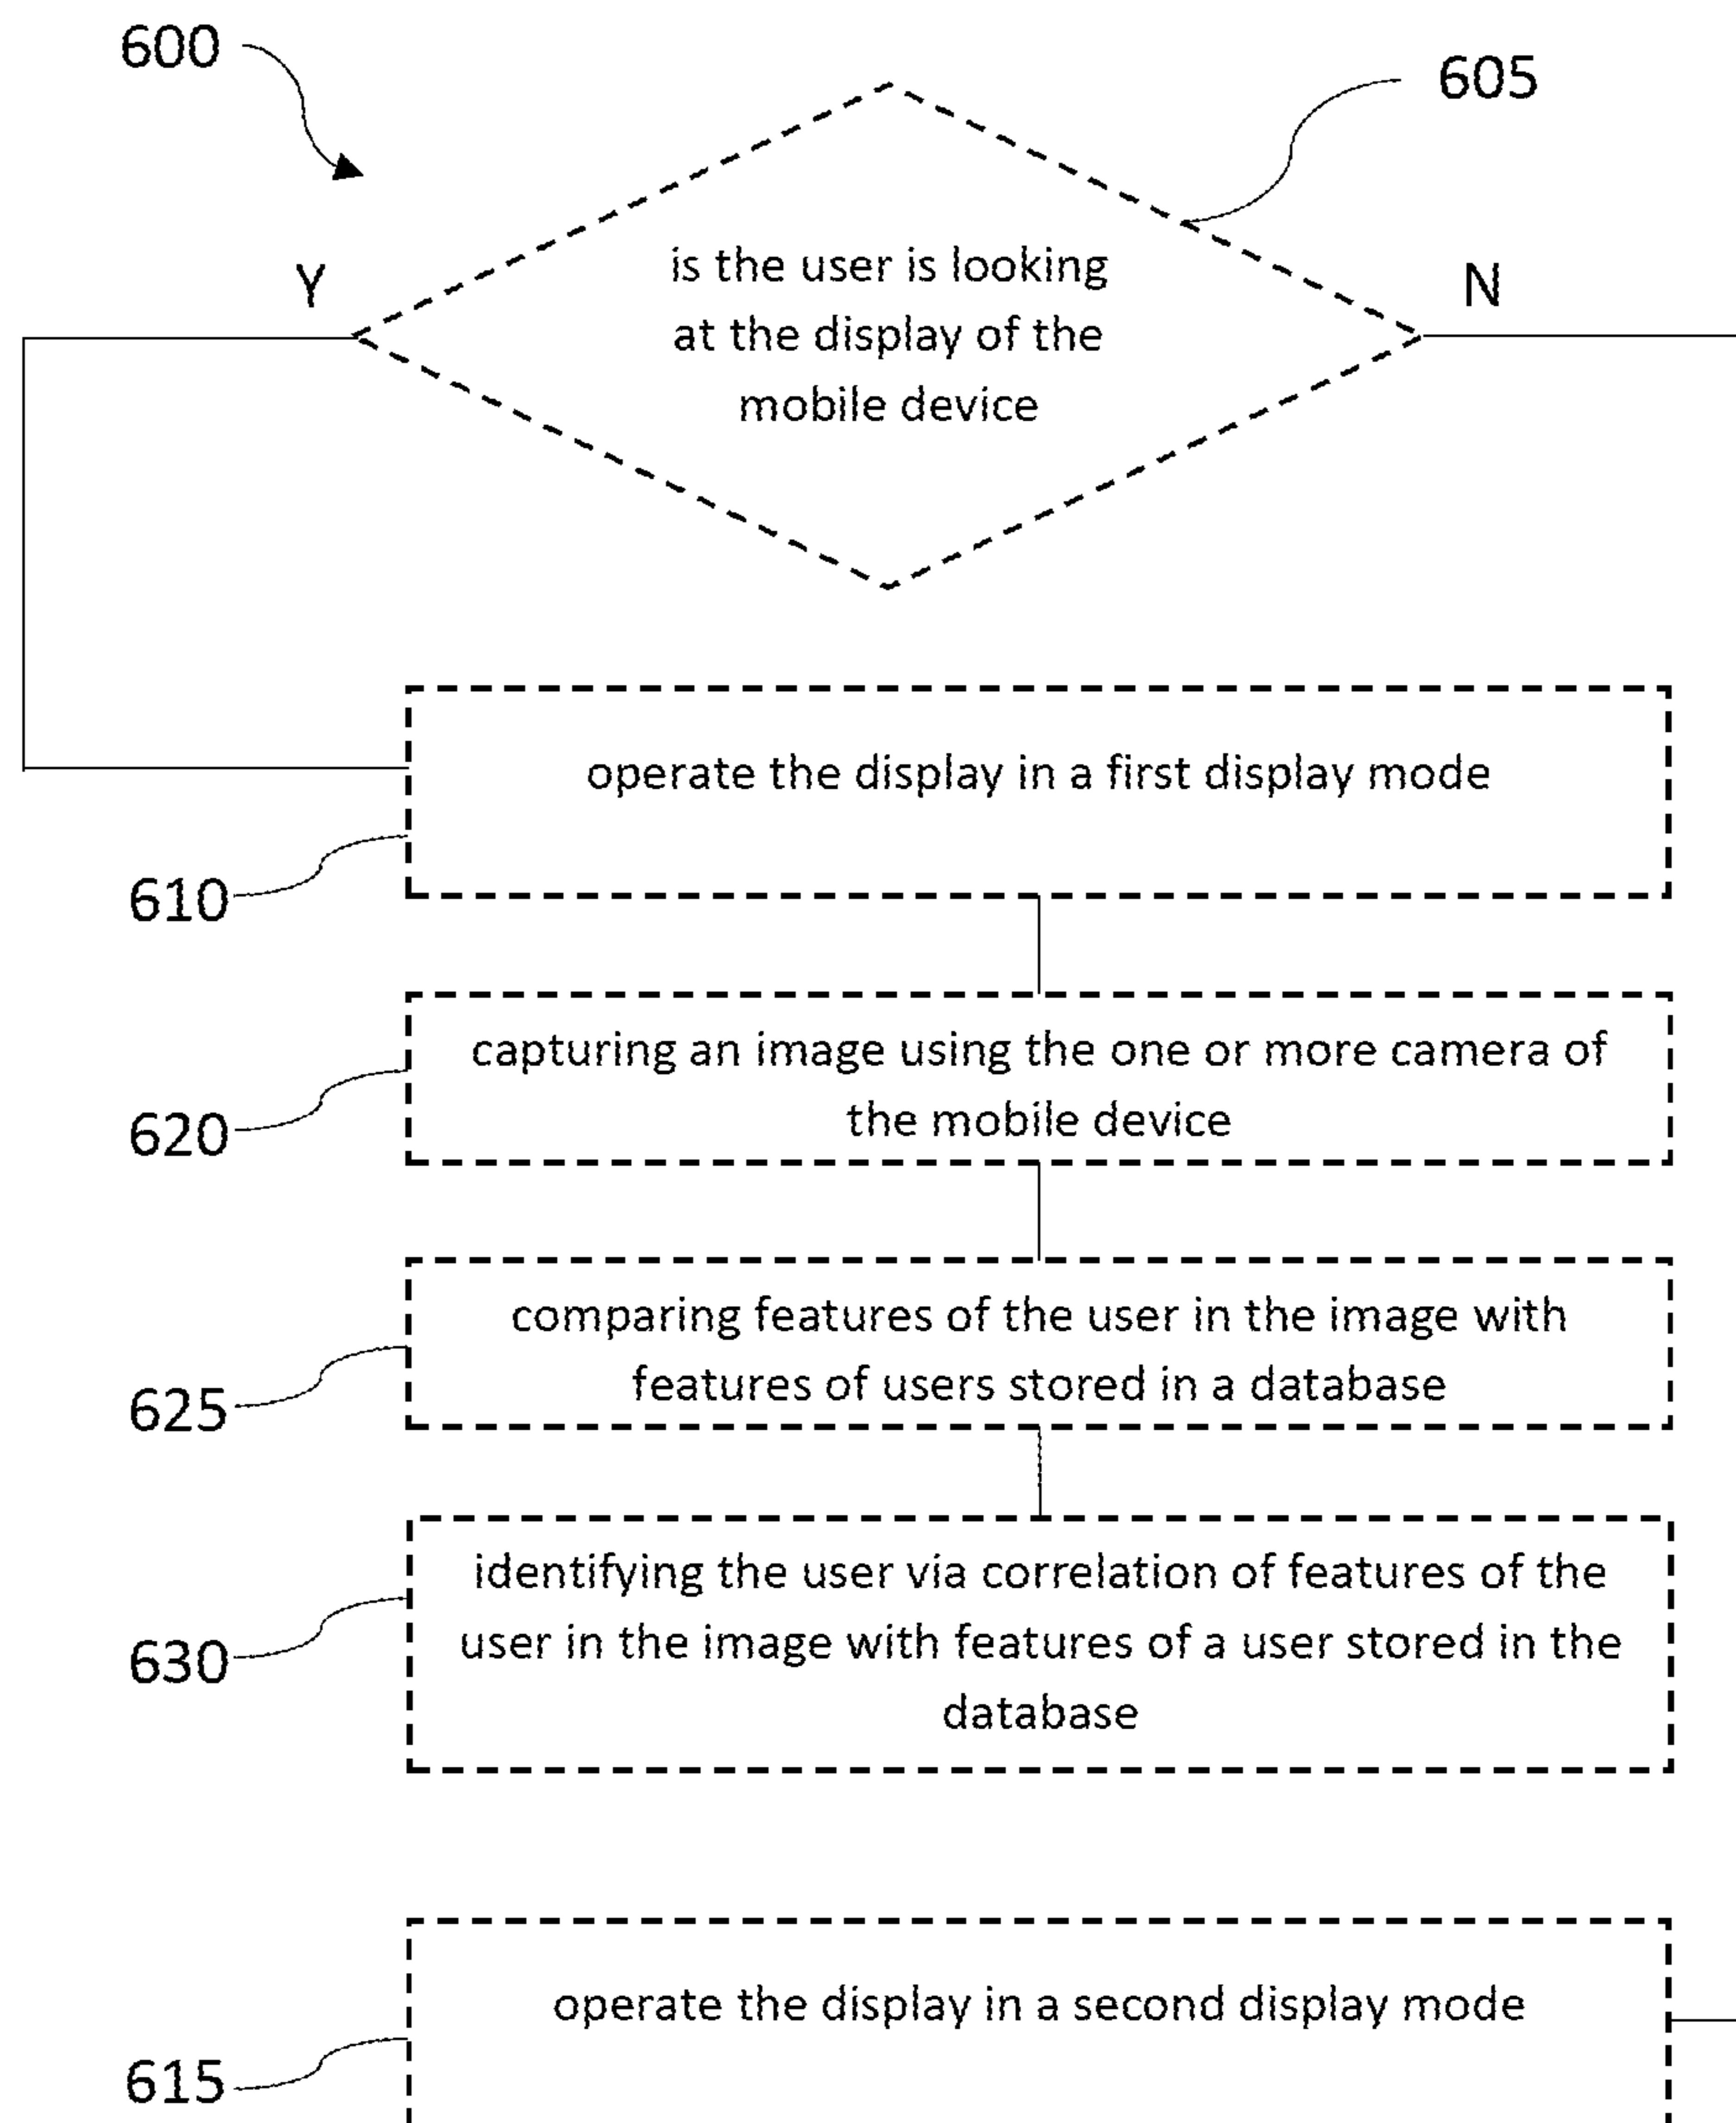 600
605
Y
N
is the user is looking
at the display of the
mobile device
operate the display in a first display mode
610
capturing an image using the one or more camera of
the mobile device
620
comparing features of the user in the image with
features of users stored in a database
625
identifying the user via correlation of features of the
user in the image with features of a user stored in the
database
630
operate the display in a second display mode
615